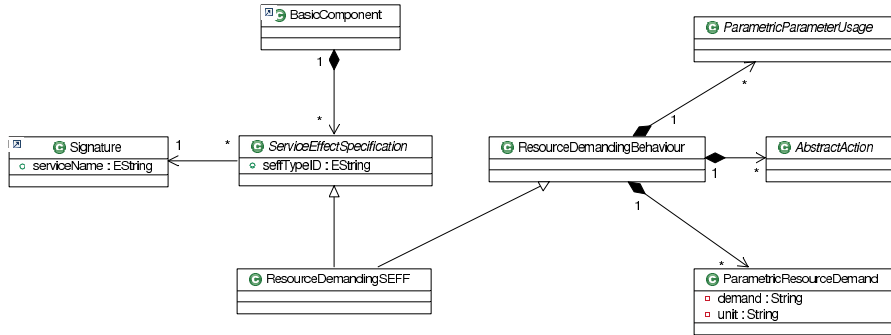 BasicComponent
1
*
Signature
serviceName : EString
1
*
ServiceEffectSpecification
seffTypeID : EString
ResourceDemandingSEFF
ResourceDemandingBehaviour
1
*
ParametricParameterUsage
1
*
AbstractAction
1
*
ParametricResourceDemand
demand : String
unit : String